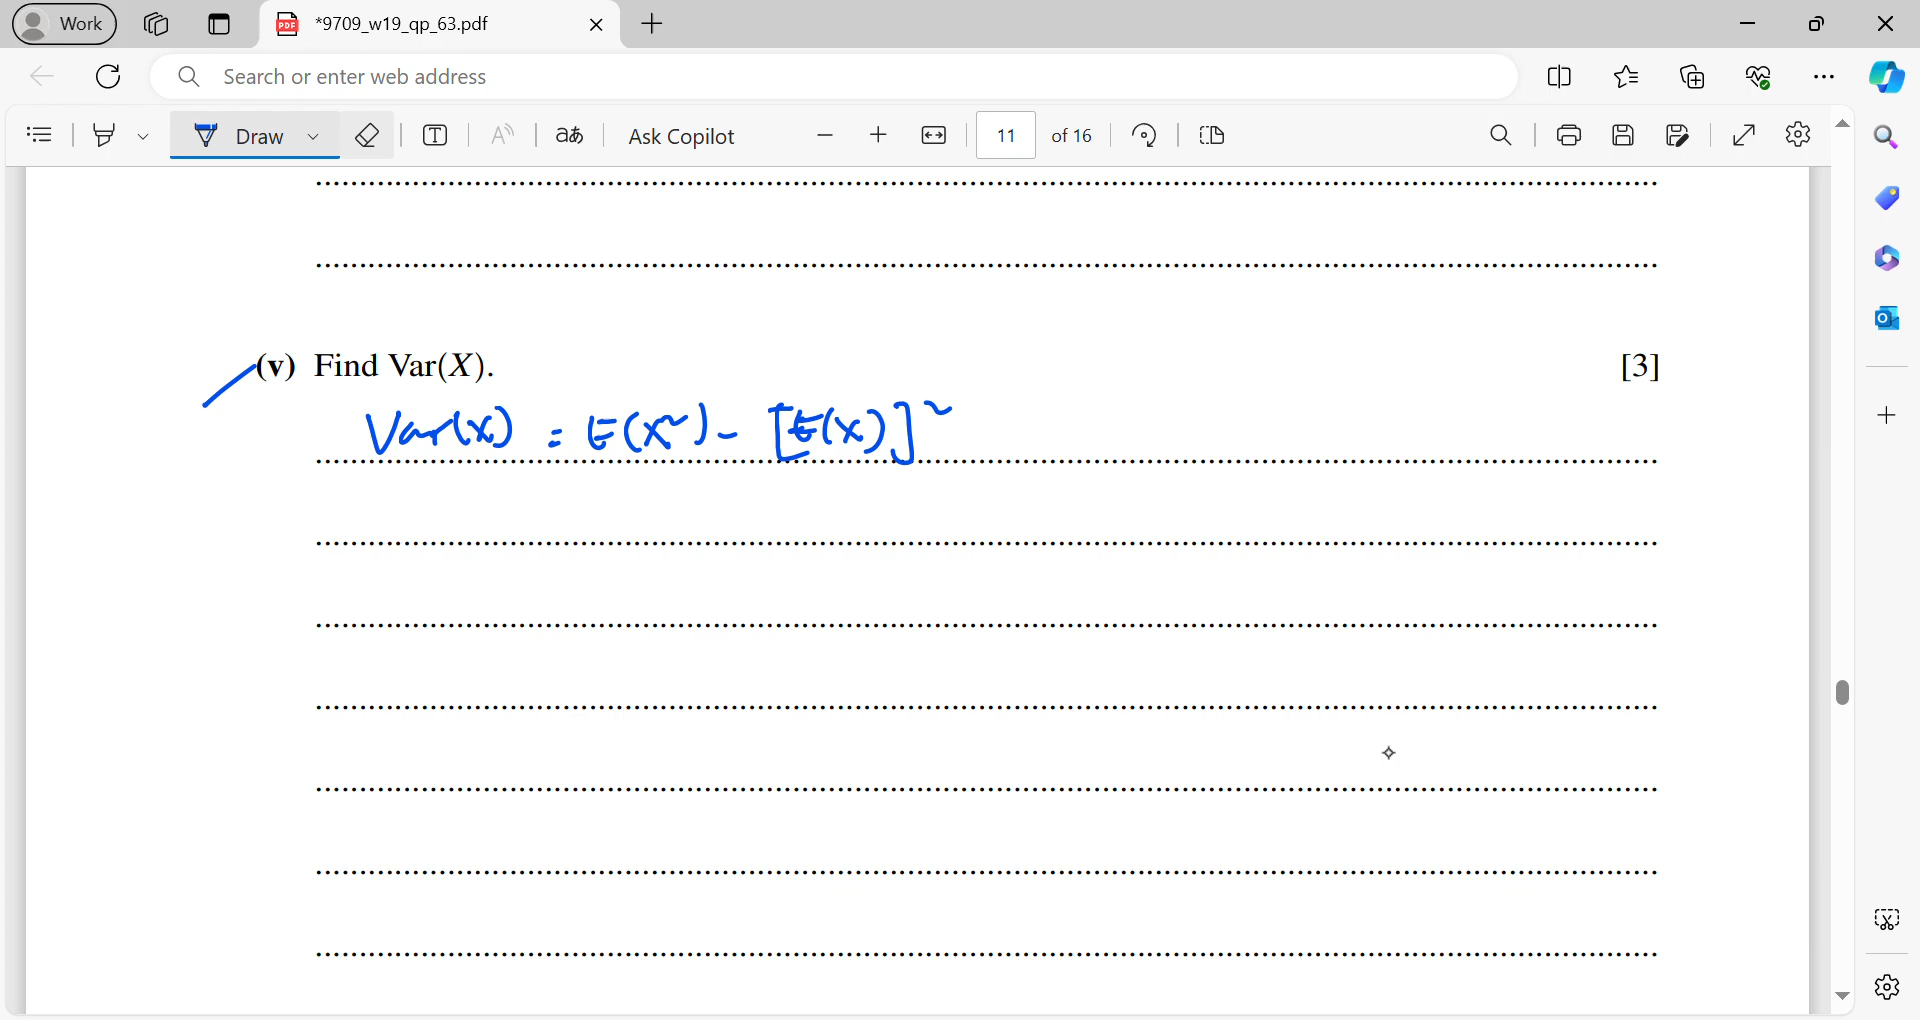 Work
*9709_w19_qp_63.pdf
Search or enter web address
Draw
Ask Copilot
11 of 16
(v) Find Var(X). [3]
Var(X) = E(X²) - [E(X)]²